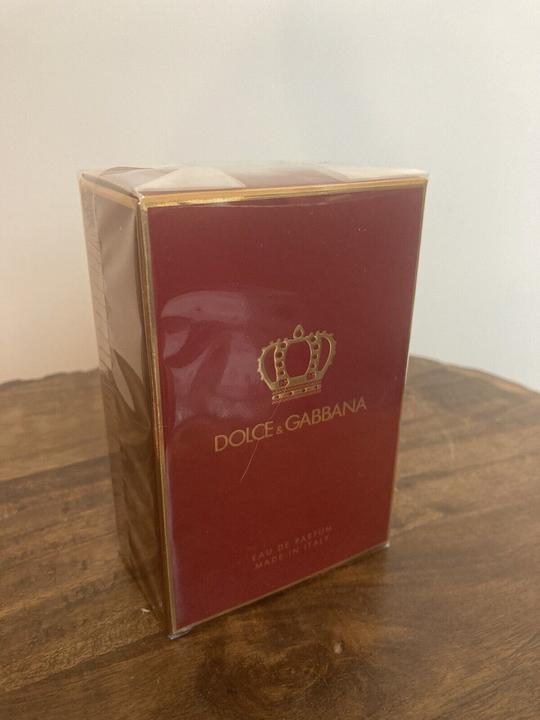 DOLCE & GABBANA
EAU DE PARFUM
MADE IN ITALY